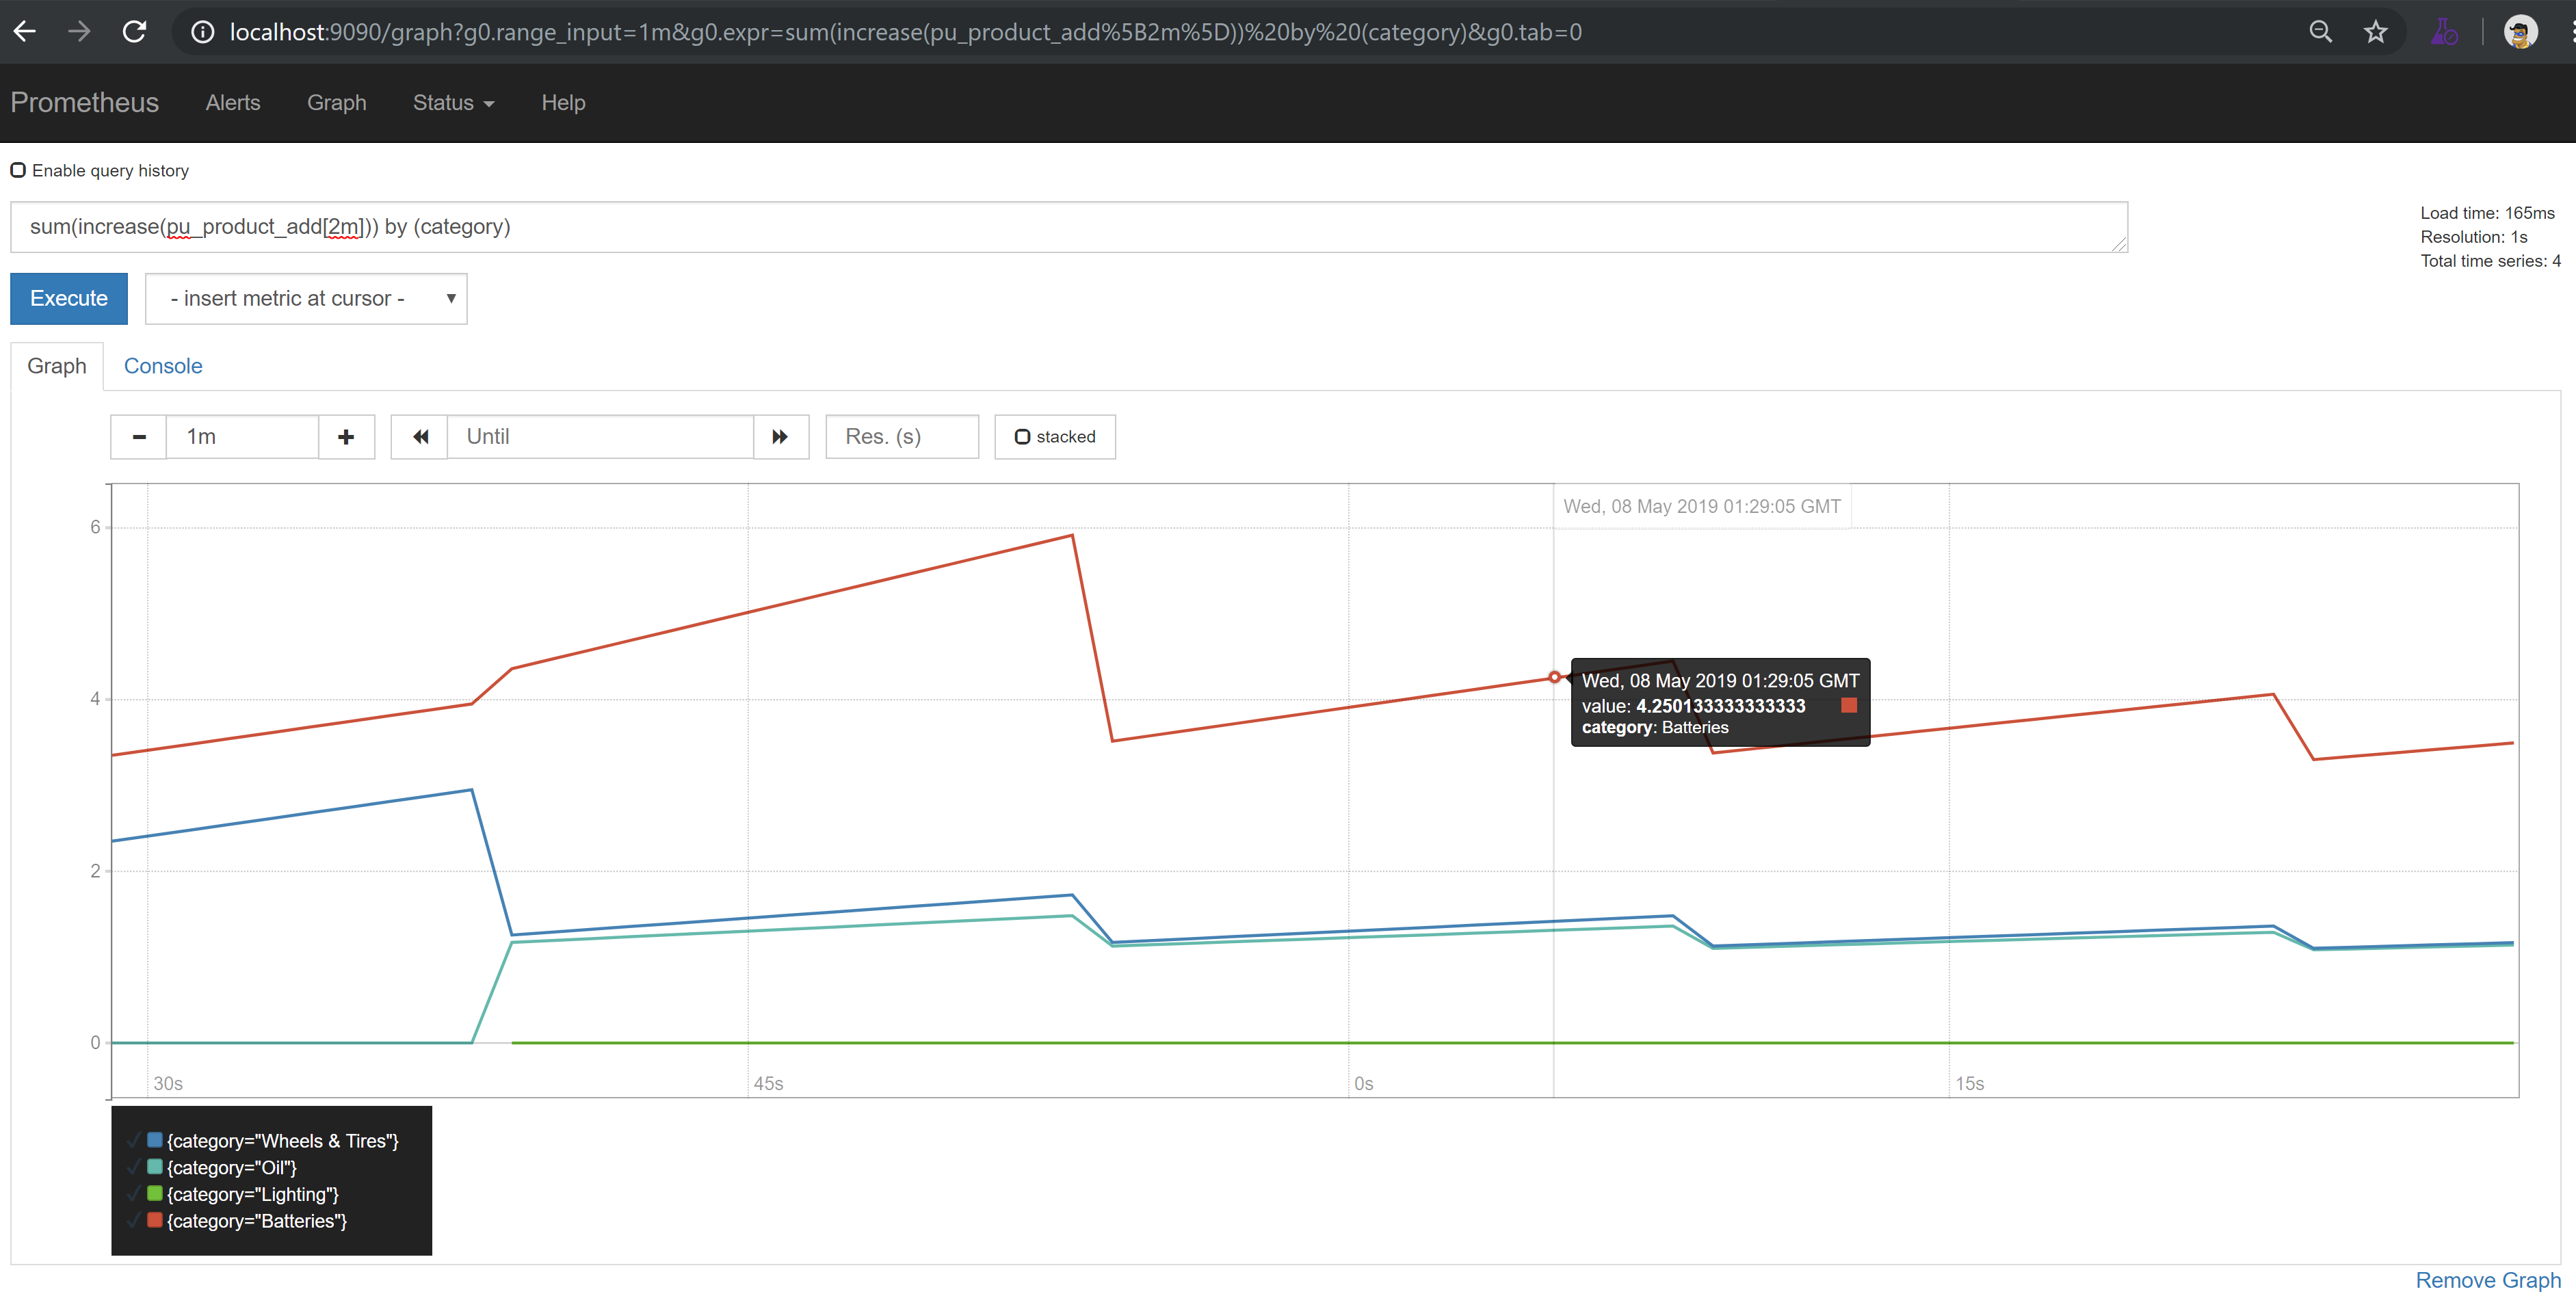 localhost:9090/graph?g0.range_input=1m&g0.expr=sum(increase(pu_product_add%5B2m%5D))%20by%20(category)&g0.tab=0
Prometheus Alerts Graph Status Help
Enable query history
sum(increase(pu_product_add[2m])) by (category)
Load time: 165ms
Resolution: 1s
Total time series: 4
Execute - insert metric at cursor -
Graph Console
1m Until Res. (s) stacked
Wed, 08 May 2019 01:29:05 GMT
6
4
2
0
Wed, 08 May 2019 01:29:05 GMT
value: 4.250133333333333
category: Batteries
30s 45s 0s 15s
{category="Wheels & Tires"}
{category="Oil"}
{category="Lighting"}
{category="Batteries"}
Remove Graph